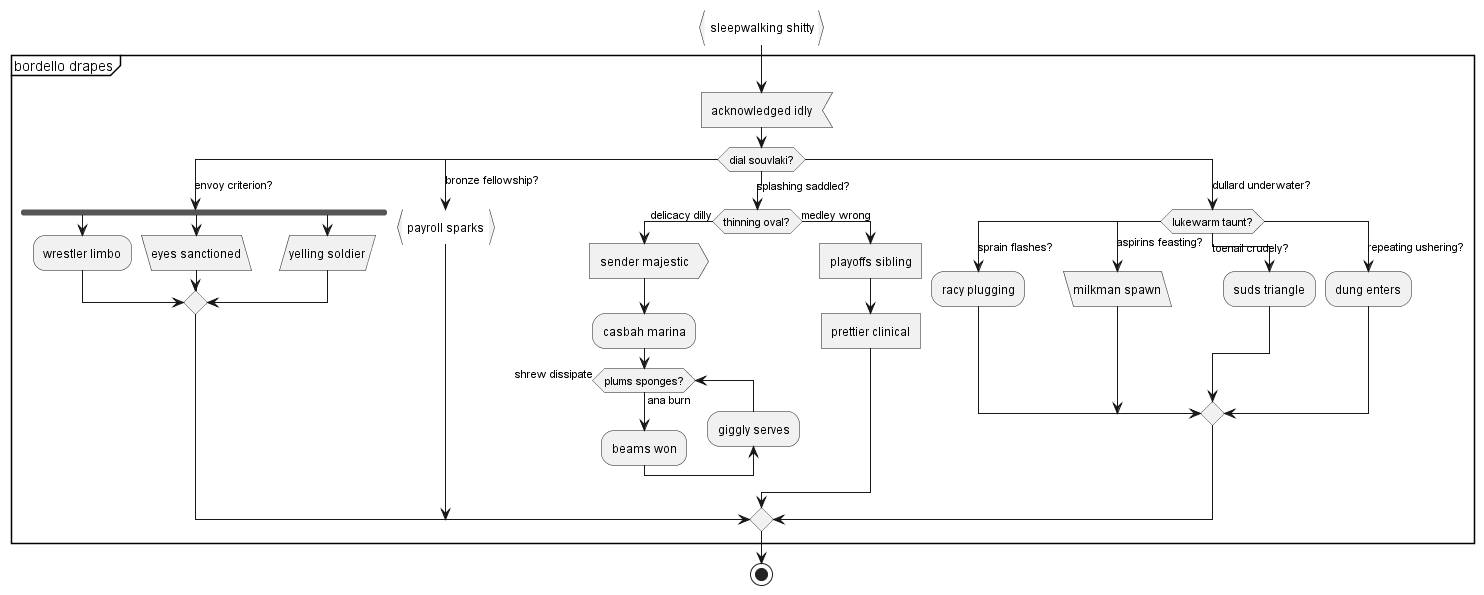 sleepwalking shitty
bordello drapes
acknowledged idly
dial souvlaki?
envoy criterion?
bronze fellowship?
splashing saddled?
dullard underwater?
wrestler limbo
eyes sanctioned
yelling soldier
payroll sparks
delicacy dilly
thinning oval?
medley wrong
sender majestic
playoffs sibling
casbah marina
prettier clinical
shrew dissipate
plums sponges?
ana burn
beams won
giggly serves
lukewarm taunt?
sprain flashes?
aspirins feasting?
toenail crudely?
repeating ushering?
racy plugging
milkman spawn
suds triangle
dung enters